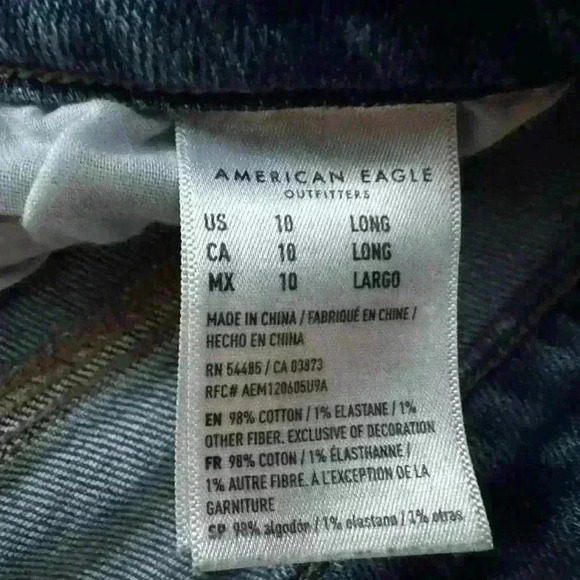 AMERICAN EAGLE
OUTFITTERS
US 10 LONG
CA 10 LONG
MX 10 LARGO
MADE IN CHINA / FABRIQUÉ EN CHINE /
HECHO EN CHINA
RN 54485 / CA 03873
RFC# AEM120605U9A
EN 98% COTTON / 1% ELASTANE / 1%
OTHER FIBER. EXCLUSIVE OF DECORATION
FR 98% COTON / 1% ÉLASTHANNE /
1% AUTRE FIBRE. À L'EXCEPTION DE LA
GARNITURE
SP 98% algodón / 1% elastano / 1% otras